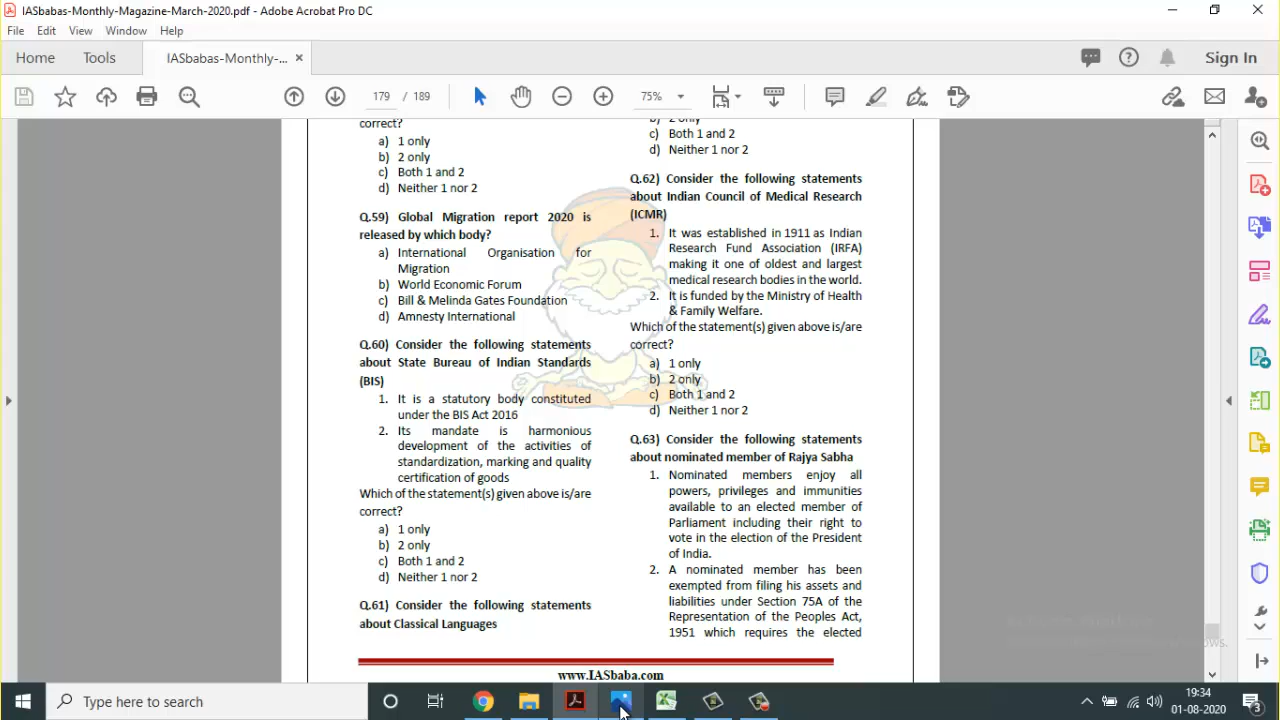 IASbabas-Monthly-Magazine-March-2020.pdf - Adobe Acrobat Pro DC
File Edit View Window Help
Home Tools IASbabas-Monthly-... × Sign In
179 / 189 75%
correct?
a) 1 only
b) 2 only
c) Both 1 and 2
d) Neither 1 nor 2
Q.59) Global Migration report 2020 is
released by which body?
a) International Organisation for
Migration
b) World Economic Forum
c) Bill & Melinda Gates Foundation
d) Amnesty International
Q.60) Consider the following statements
about State Bureau of Indian Standards
(BIS)
1. It is a statutory body constituted
under the BIS Act 2016
2. Its mandate is harmonious
development of the activities of
standardization, marking and quality
certification of goods
Which of the statement(s) given above is/are
correct?
a) 1 only
b) 2 only
c) Both 1 and 2
d) Neither 1 nor 2
Q.61) Consider the following statements
about Classical Languages
b) 2 only
c) Both 1 and 2
d) Neither 1 nor 2
Q.62) Consider the following statements
about Indian Council of Medical Research
(ICMR)
1. It was established in 1911 as Indian
Research Fund Association (IRFA)
making it one of oldest and largest
medical research bodies in the world.
2. It is funded by the Ministry of Health
& Family Welfare.
Which of the statement(s) given above is/are
correct?
a) 1 only
b) 2 only
c) Both 1 and 2
d) Neither 1 nor 2
Q.63) Consider the following statements
about nominated member of Rajya Sabha
1. Nominated members enjoy all
powers, privileges and immunities
available to an elected member of
Parliament including their right to
vote in the election of the President
of India.
2. A nominated member has been
exempted from filing his assets and
liabilities under Section 75A of the
Representation of the Peoples Act,
1951 which requires the elected
www.IASbaba.com
Type here to search
19:34
01-08-2020
3